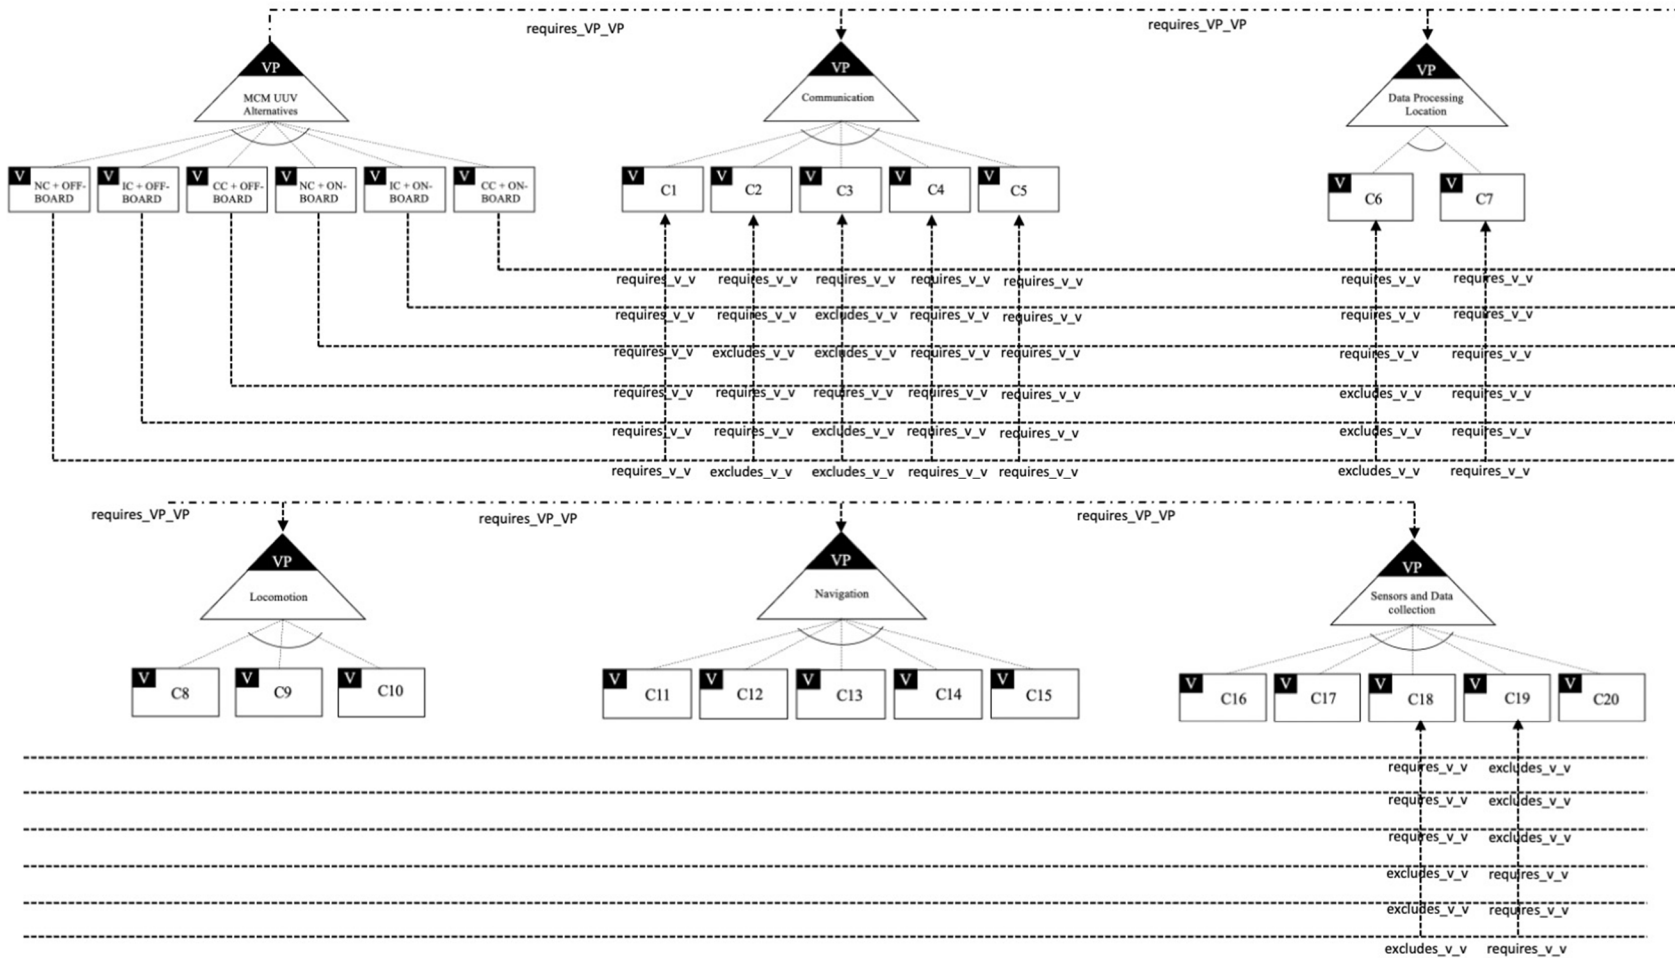 requires_VP_VP
requires_VP_VP
VP
MCM UUV
Alternatives
VP
Communication
VP
Data Processing
Location
V
NC + OFF-
BOARD
V
IC + OFF-
BOARD
V
CC + OFF-
BOARD
V
NC + ON-
BOARD
V
IC + ON-
BOARD
V
CC + ON-
BOARD
V C1
V C2
V C3
V C4
V C5
V C6
V C7
requires_v_v requires_v_v requires_v_v requires_v_v requires_v_v requires_v_v requires_v_v
requires_v_v requires_v_v excludes_v_v requires_v_v requires_v_v requires_v_v requires_v_v
requires_v_v excludes_v_v excludes_v_v requires_v_v requires_v_v requires_v_v requires_v_v
requires_v_v requires_v_v requires_v_v requires_v_v requires_v_v excludes_v_v requires_v_v
requires_v_v requires_v_v excludes_v_v requires_v_v requires_v_v excludes_v_v requires_v_v
requires_v_v excludes_v_v excludes_v_v requires_v_v requires_v_v excludes_v_v requires_v_v
requires_VP_VP
requires_VP_VP
requires_VP_VP
VP
Locomotion
VP
Navigation
VP
Sensors and Data
collection
V C8
V C9
V C10
V C11
V C12
V C13
V C14
V C15
V C16
V C17
V C18
V C19
V C20
requires_v_v excludes_v_v
requires_v_v excludes_v_v
requires_v_v excludes_v_v
excludes_v_v requires_v_v
excludes_v_v requires_v_v
excludes_v_v requires_v_v